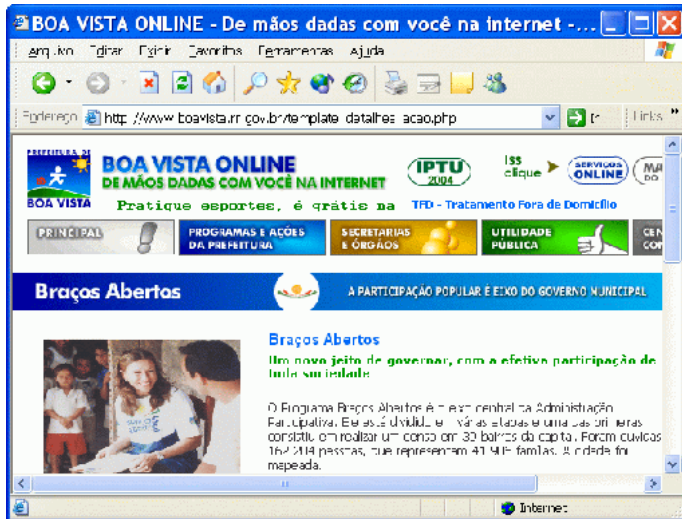 BOA VISTA ONLINE - De mãos dadas com você na internet - ...
Arquivo Editar Exibir Favoritos Ferramentas Ajuda
Endereço http://www.boavista.rr.gov.br/template_detalhes_acao.php Ir Links
PREFEITURA DE
BOA VISTA
BOA VISTA ONLINE
DE MÃOS DADAS COM VOCÊ NA INTERNET
IPTU
2004
ISS
clique
SERVIÇOS
ONLINE
MA
DO
Pratique esportes, é grátis na
TFD - Tratamento Fora de Domicílio
PRINCIPAL
PROGRAMAS E AÇÕES
DA PREFEITURA
SECRETARIAS
E ÓRGÃOS
UTILIDADE
PÚBLICA
CEN
CON
Braços Abertos
A PARTICIPAÇÃO POPULAR É EIXO DO GOVERNO MUNICIPAL
Braços Abertos
Um novo jeito de governar, com a efetiva participação de
toda sociedade
O Programa Braços Abertos é o eixo central da Administração
Participativa. Ele está dividido em várias etapas e uma das primeiras
consistiu em realizar um censo em 30 bairros da capital. Foram ouvidas
pessoas, que representam famílias. A cidade foi
mapeada.
Internet